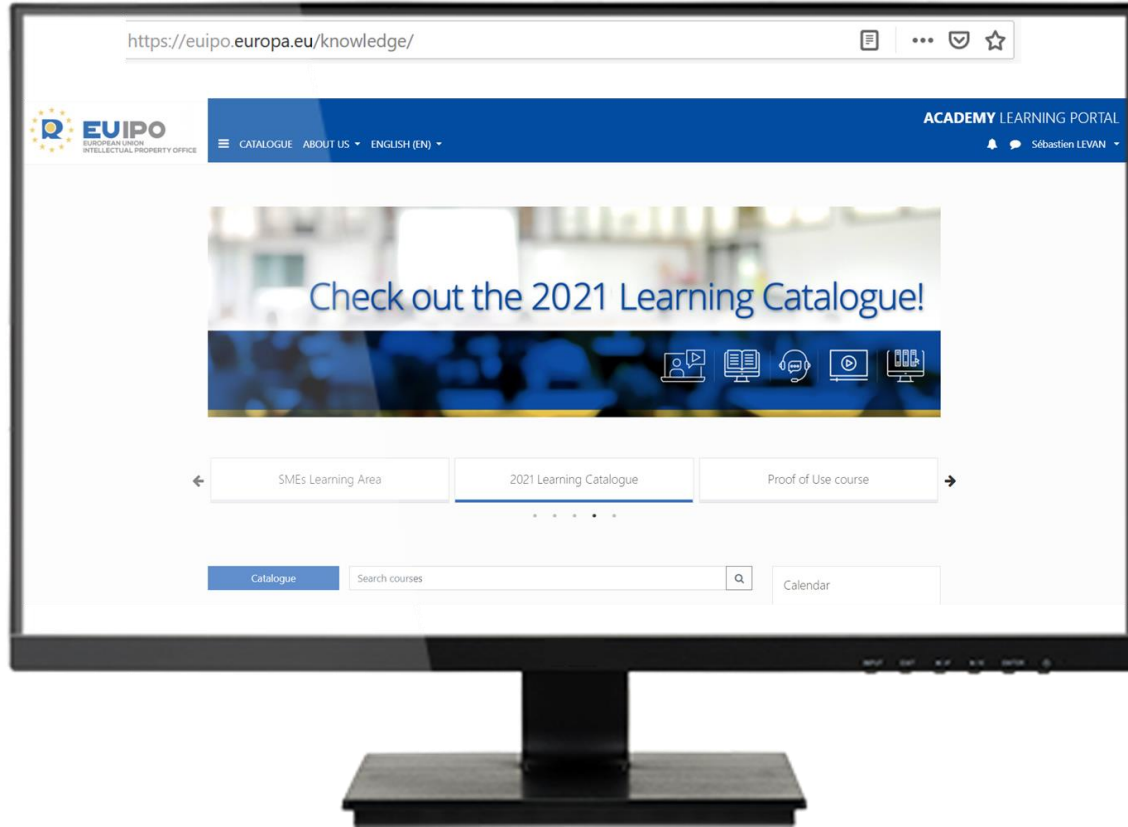 https://euipo.europa.eu/knowledge/
ACADEMY LEARNING PORTAL
EUIPO
EUROPEAN UNION
INTELLECTUAL PROPERTY OFFICE
CATALOGUE ABOUT US ENGLISH (EN)
Sébastien LEVAN
Check out the 2021 Learning Catalogue!
SMEs Learning Area
2021 Learning Catalogue
Proof of Use course
Catalogue
Search courses
Calendar